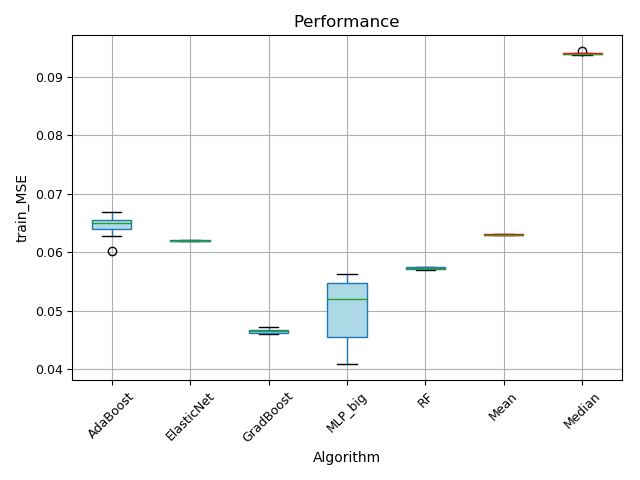 Performance
train_MSE
0.09
0.08
0.07
0.06
0.05
0.04
AdaBoost
ElasticNet
GradBoost
MLP_big
RF
Mean
Median
Algorithm